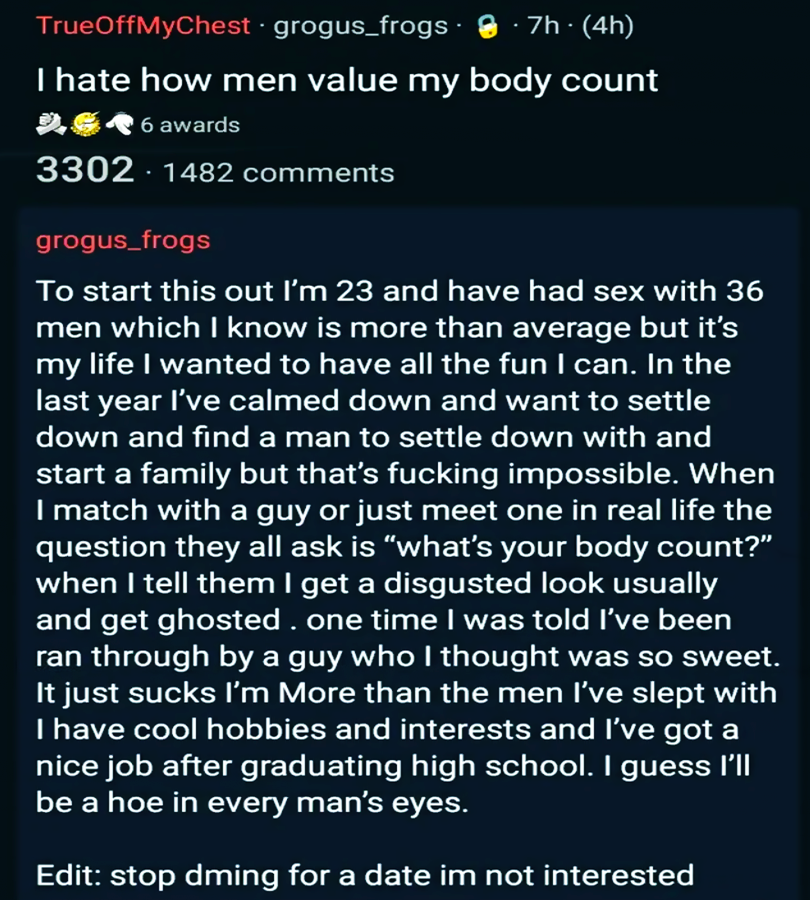 TrueOffMyChest · grogus_frogs · 🔒 · 7h · (4h)
I hate how men value my body count
6 awards
3302 · 1482 comments
grogus_frogs
To start this out I'm 23 and have had sex with 36
men which I know is more than average but it's
my life I wanted to have all the fun I can. In the
last year I've calmed down and want to settle
down and find a man to settle down with and
start a family but that's fucking impossible. When
I match with a guy or just meet one in real life the
question they all ask is “what's your body count?”
when I tell them I get a disgusted look usually
and get ghosted . one time I was told I've been
ran through by a guy who I thought was so sweet.
It just sucks I'm More than the men I've slept with
I have cool hobbies and interests and I've got a
nice job after graduating high school. I guess I'll
be a hoe in every man's eyes.
Edit: stop dming for a date im not interested